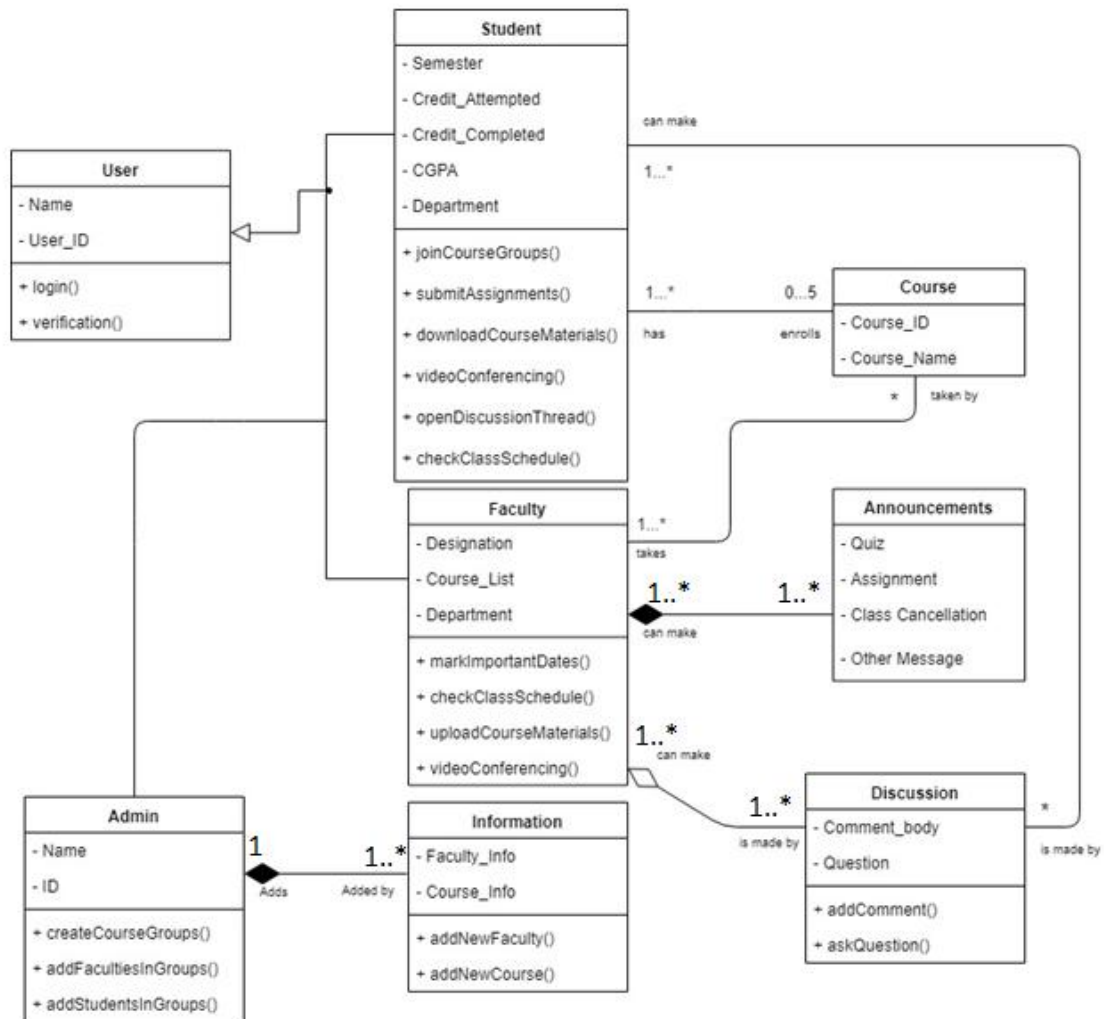 Student
- Semester
- Credit_Attempted
- Credit_Completed
- CGPA
- Department
+ joinCourseGroups()
+ submitAssignments()
+ downloadCourseMaterials()
+ videoConferencing()
+ openDiscussionThread()
+ checkClassSchedule()
User
- Name
- User_ID
+ login()
+ verification()
can make
1...*
1...*
0...5
has
enrolls
Course
- Course_ID
- Course_Name
*
taken by
Faculty
- Designation
- Course_List
- Department
+ markImportantDates()
+ checkClassSchedule()
+ uploadCourseMaterials()
+ videoConferencing()
1...*
takes
1..*
1..*
can make
Announcements
- Quiz
- Assignment
- Class Cancellation
- Other Message
1..*
can make
1..*
is made by
Discussion
- Comment_body
- Question
+ addComment()
+ askQuestion()
*
is made by
Admin
- Name
- ID
+ createCourseGroups()
+ addFacultiesInGroups()
+ addStudentsInGroups()
1
1..*
Adds
Added by
Information
- Faculty_Info
- Course_Info
+ addNewFaculty()
+ addNewCourse()